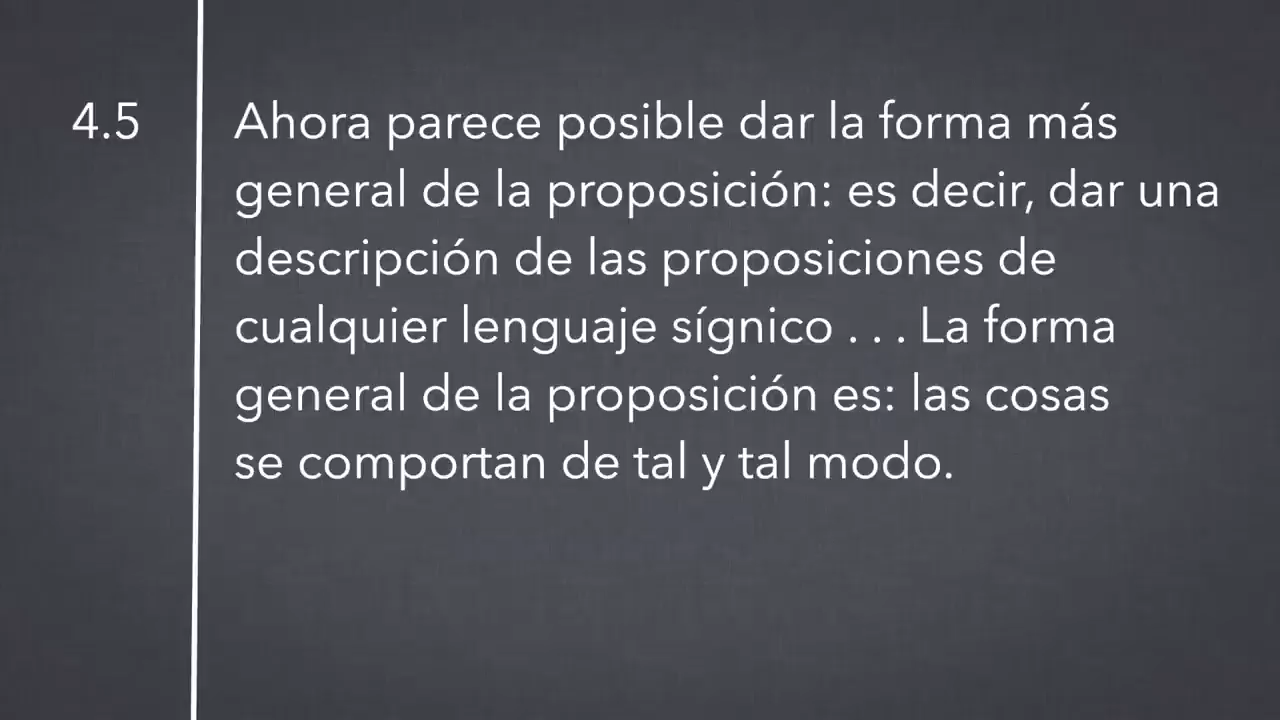 4.5 Ahora parece posible dar la forma más
general de la proposición: es decir, dar una
descripción de las proposiciones de
cualquier lenguaje sígnico . . . La forma
general de la proposición es: las cosas
se comportan de tal y tal modo.